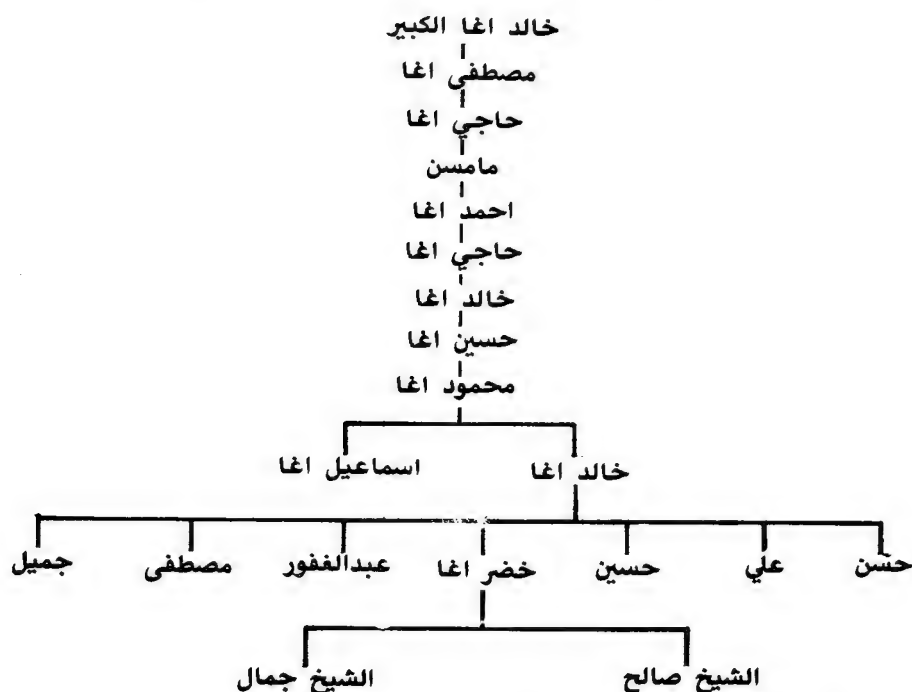 خالد اغا الكبير
مصطفى اغا
حاجي اغا
مامسن
احمد اغا
حاجي اغا
خالد اغا
حسين اغا
محمود اغا
خالد اغا اسماعيل اغا
حسن علي حسين خضر اغا عبدالغفور مصطفى جميل
الشيخ صالح الشيخ جمال